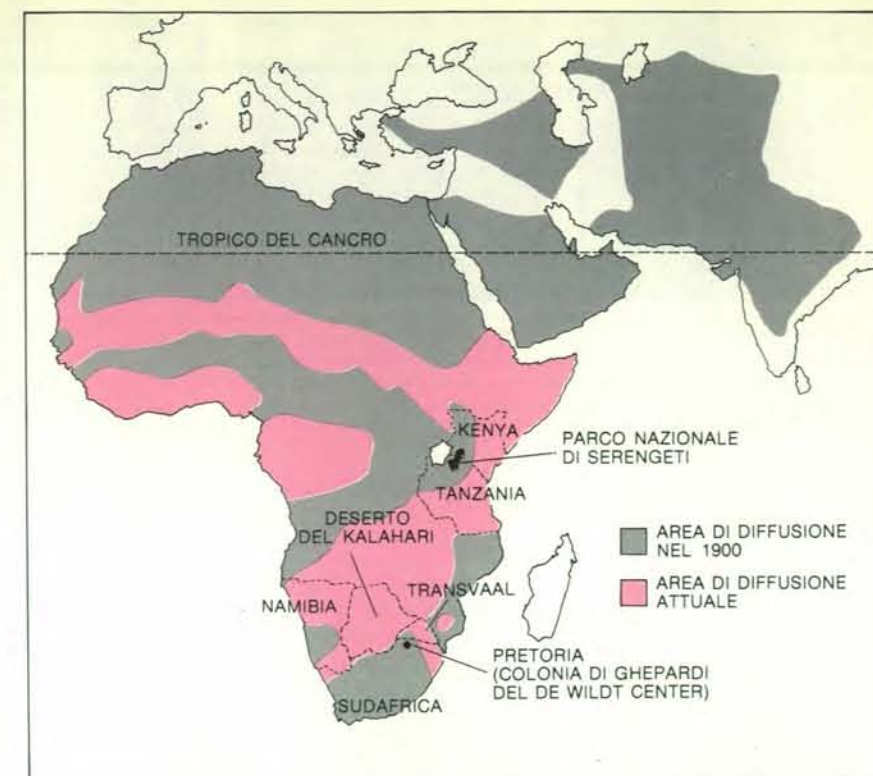 TROPICO DEL CANCRO
KENYA
PARCO NAZIONALE
DI SERENGETI
TANZANIA
DESERTO
DEL KALAHARI
AREA DI DIFFUSIONE
NEL 1900
NAMIBIA
TRANSVAAL
AREA DI DIFFUSIONE
ATTUALE
PRETORIA
(COLONIA DI GHEPARDI
DEL DE WILDT CENTER)
SUDAFRICA